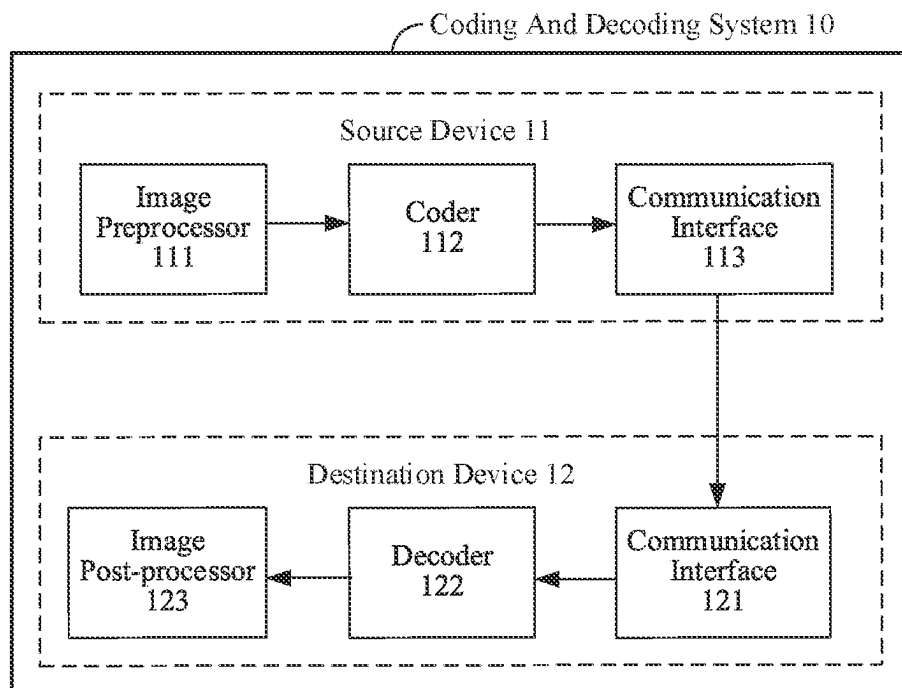 Coding And Decoding System 10
Source Device 11
Image
Preprocessor
111
Coder
112
Communication
Interface
113
Destination Device 12
Image
Post-processor
123
Decoder
122
Communication
Interface
121